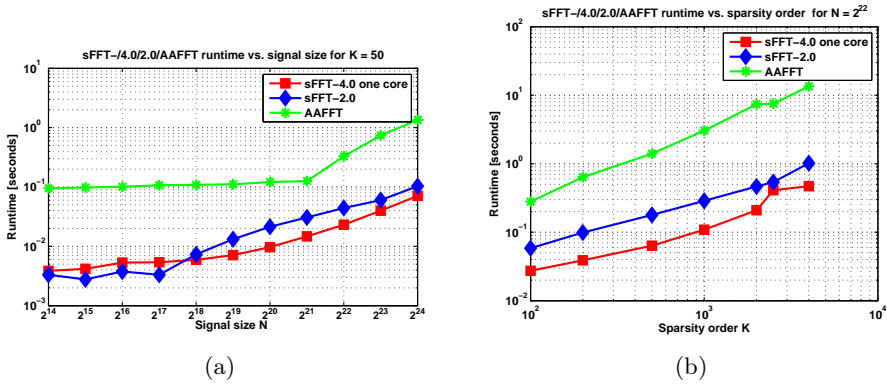 sFFT−/4.0/2.0/AAFFT runtime vs. signal size for K = 50
10^1
10^0
10^−1
10^−2
10^−3
Runtime [seconds]
sFFT−4.0 one core
sFFT−2.0
AAFFT
2^14 2^15 2^16 2^17 2^18 2^19 2^20 2^21 2^22 2^23 2^24
Signal size N
(a)
sFFT−/4.0/2.0/AAFFT runtime vs. sparsity order for N = 2^22
10^2
10^1
10^0
10^−1
10^−2
Runtime [seconds]
sFFT−4.0 one core
sFFT−2.0
AAFFT
10^2 10^3 10^4
Sparsity order K
(b)